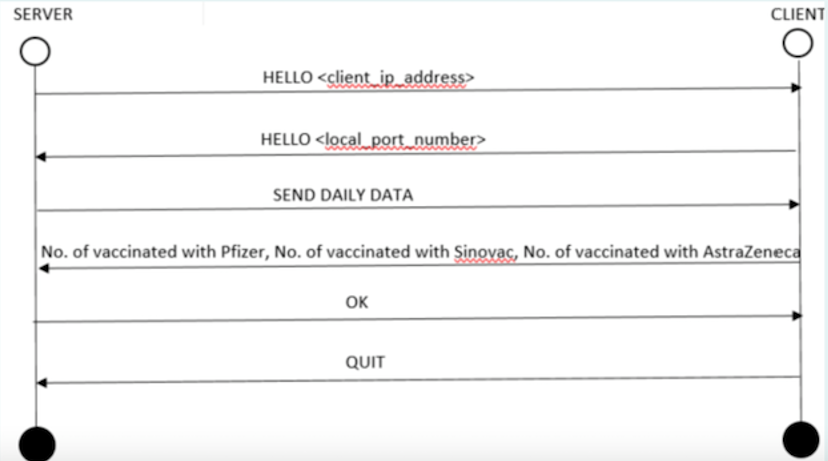 SERVER
CLIENT
HELLO <client_ip_address>
HELLO <local_port_number>
SEND DAILY DATA
No. of vaccinated with Pfizer, No. of vaccinated with Sinovac, No. of vaccinated with AstraZeneca
OK
QUIT